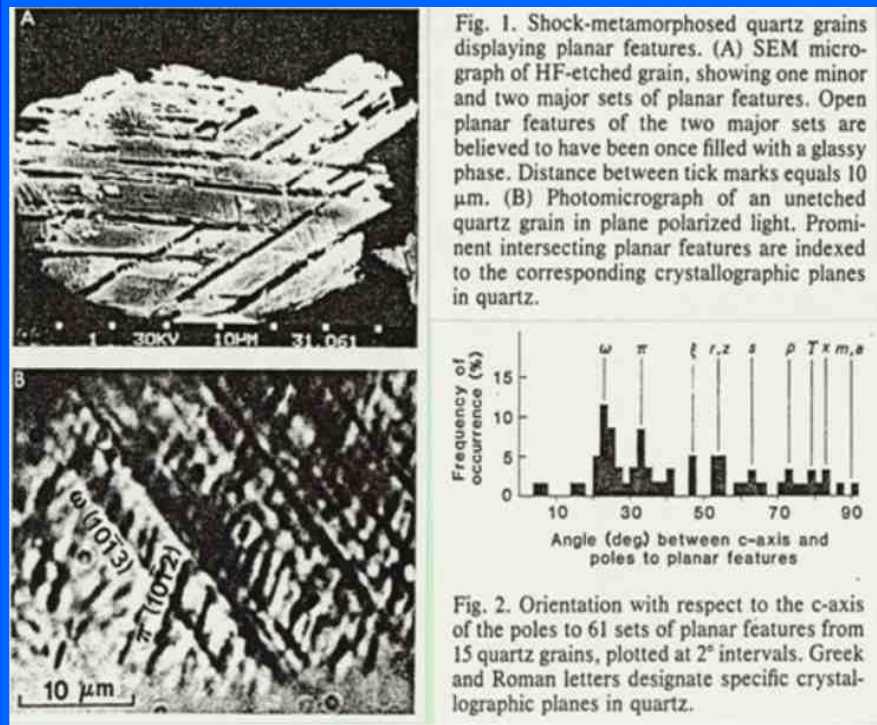 A
1 30KV 10µM 31.061
B
ω (101̄3)
π (101̄2)
10 µm
Fig. 1. Shock-metamorphosed quartz grains
displaying planar features. (A) SEM micro-
graph of HF-etched grain, showing one minor
and two major sets of planar features. Open
planar features of the two major sets are
believed to have been once filled with a glassy
phase. Distance between tick marks equals 10
µm. (B) Photomicrograph of an unetched
quartz grain in plane polarized light. Promi-
nent intersecting planar features are indexed
to the corresponding crystallographic planes
in quartz.
ω π ξ r,z s ρ T x m,a
Frequency of
occurrence (%)
15
10
5
0
10 30 50 70 90
Angle (deg) between c-axis and
poles to planar features
Fig. 2. Orientation with respect to the c-axis
of the poles to 61 sets of planar features from
15 quartz grains, plotted at 2° intervals. Greek
and Roman letters designate specific crystal-
lographic planes in quartz.